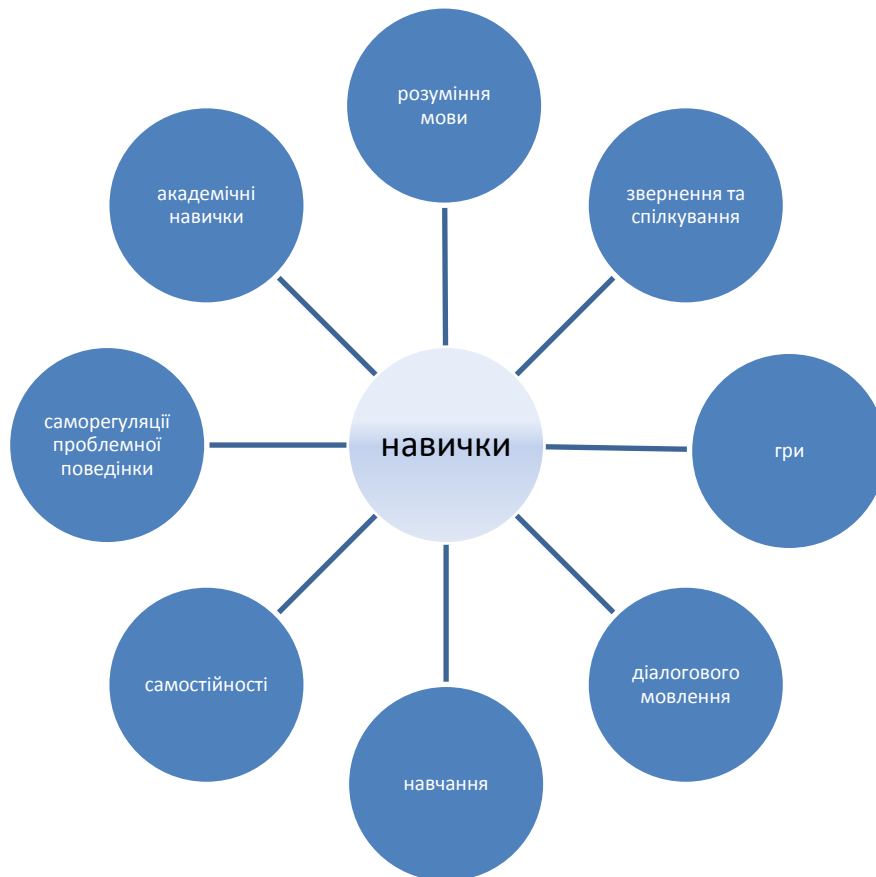 розуміння
мови
звернення та
спілкування
гри
діалогового
мовлення
навчання
самостійності
саморегуляції
проблемної
поведінки
академічні
навички
навички